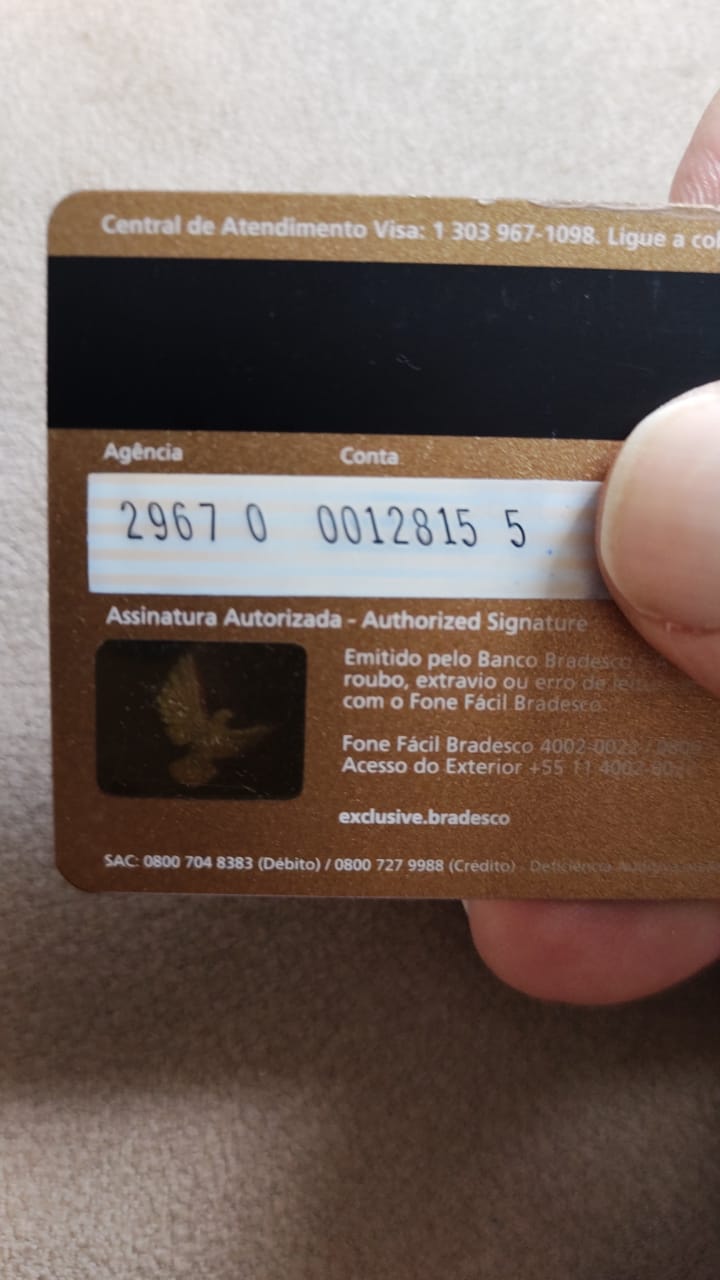 Central de Atendimento Visa: 1 303 967-1098. Ligue a
Agência Conta
2967 0 0012815 5
Assinatura Autorizada - Authorized Signature
Emitido pelo Banco Bradesco
roubo, extravio ou erro de
com o Fone Fácil Bradesco.
Fone Fácil Bradesco 4002 0022 / 0800
Acesso do Exterior +55 11 4002
exclusive.bradesco
SAC: 0800 704 8383 (Débito) / 0800 727 9988 (Crédito) - Deficiência